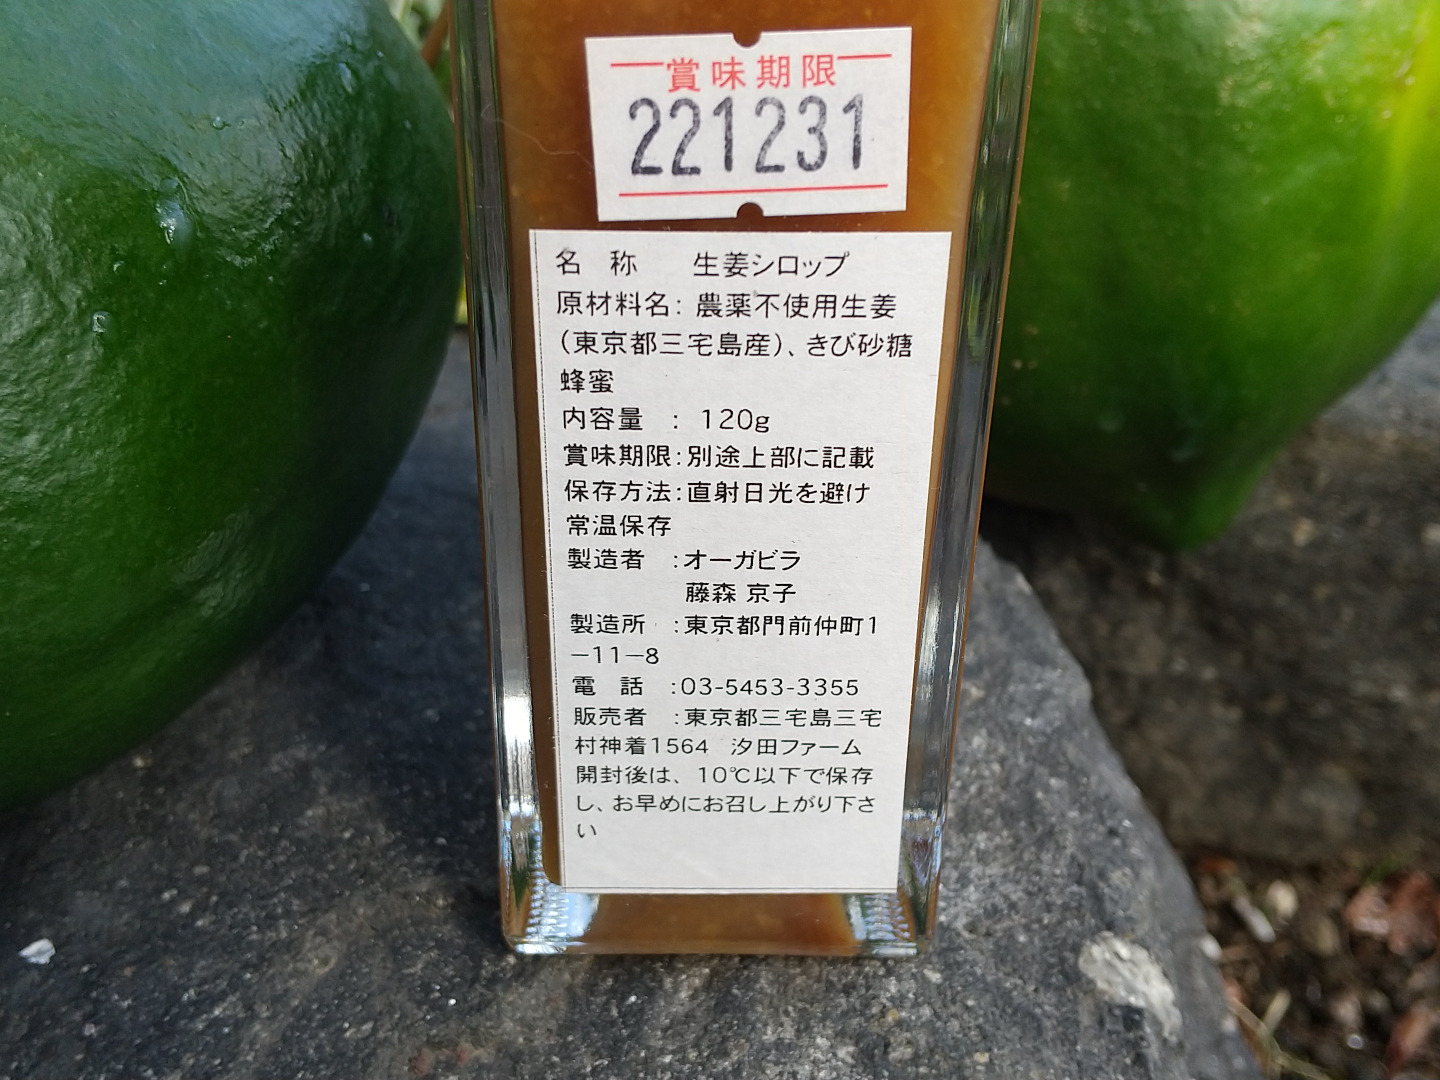 賞味期限
221231
名　称　　生姜シロップ
原材料名：農薬不使用生姜
（東京都三宅島産）、きび砂糖
蜂蜜
内容量　：120g
賞味期限：別途上部に記載
保存方法：直射日光を避け
常温保存
製造者　：オーガビラ
藤森 京子
製造所　：東京都門前仲町1
－11－8
電　話　：03-5453-3355
販売者　：東京都三宅島三宅
村神着1564　汐田ファーム
開封後は、10℃以下で保存
し、お早めにお召し上がり下さ
い